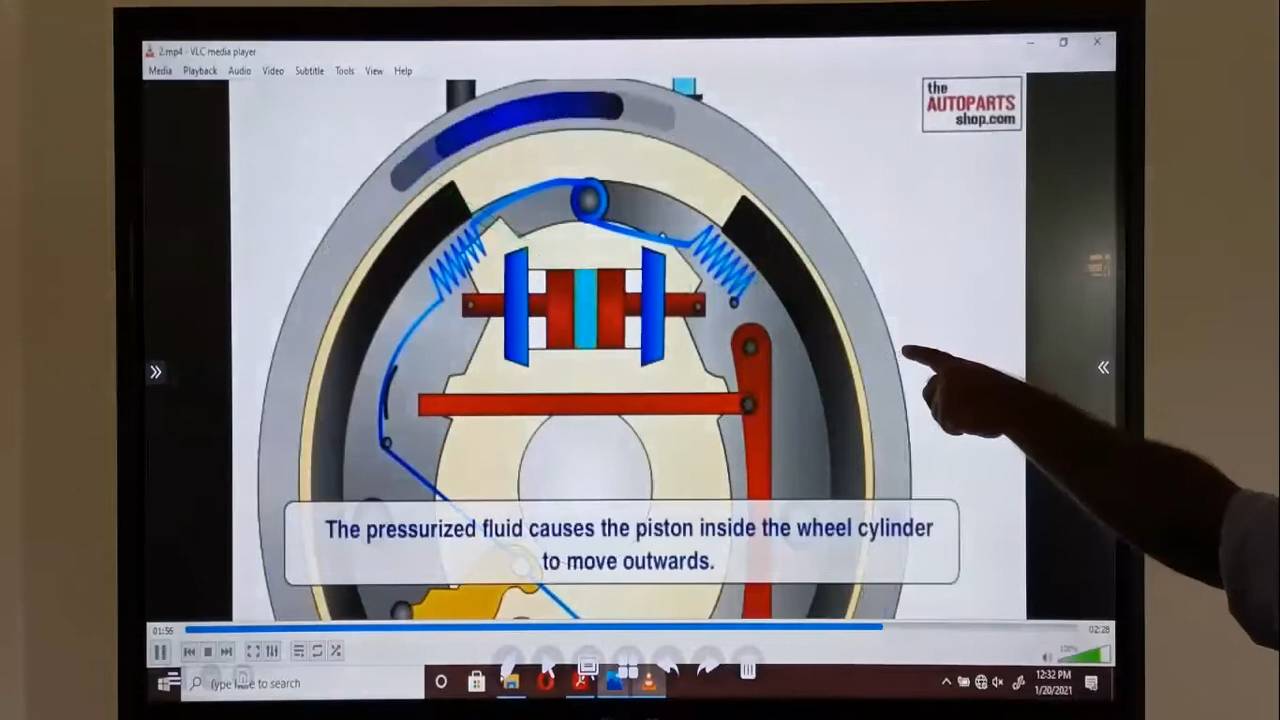 2.mp4 - VLC media player
Media Playback Audio Video Subtitle Tools View Help
the
AUTOPARTS
shop.com
The pressurized fluid causes the piston inside the wheel cylinder
to move outwards.
01:56
02:28
100%
Type here to search
12:32 PM
1/20/2021